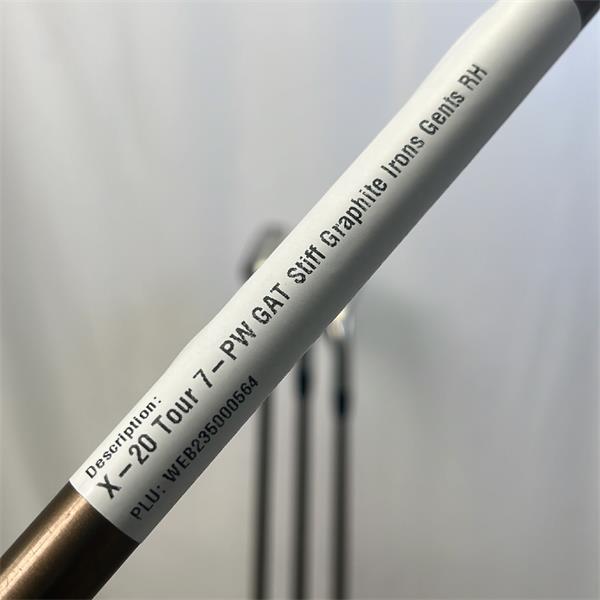 Description:
X-20 Tour 7-PW GAT Stiff Graphite Irons Gents RH
PLU: WEB235000564